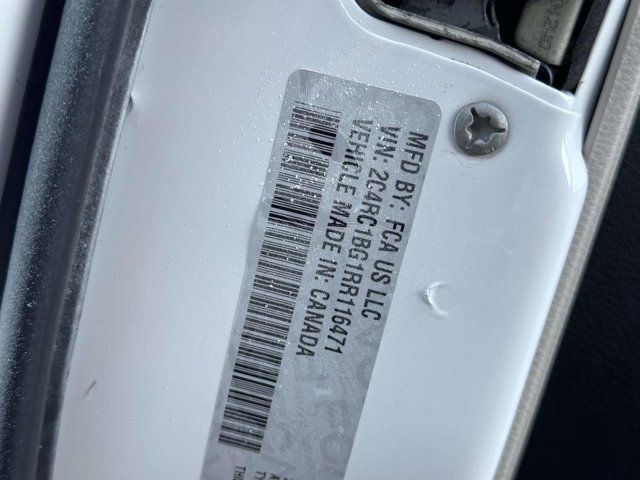 MFD BY: FCA US LLC
VIN: 2C4RC1BG1RR116471
VEHICLE MADE IN: CANADA